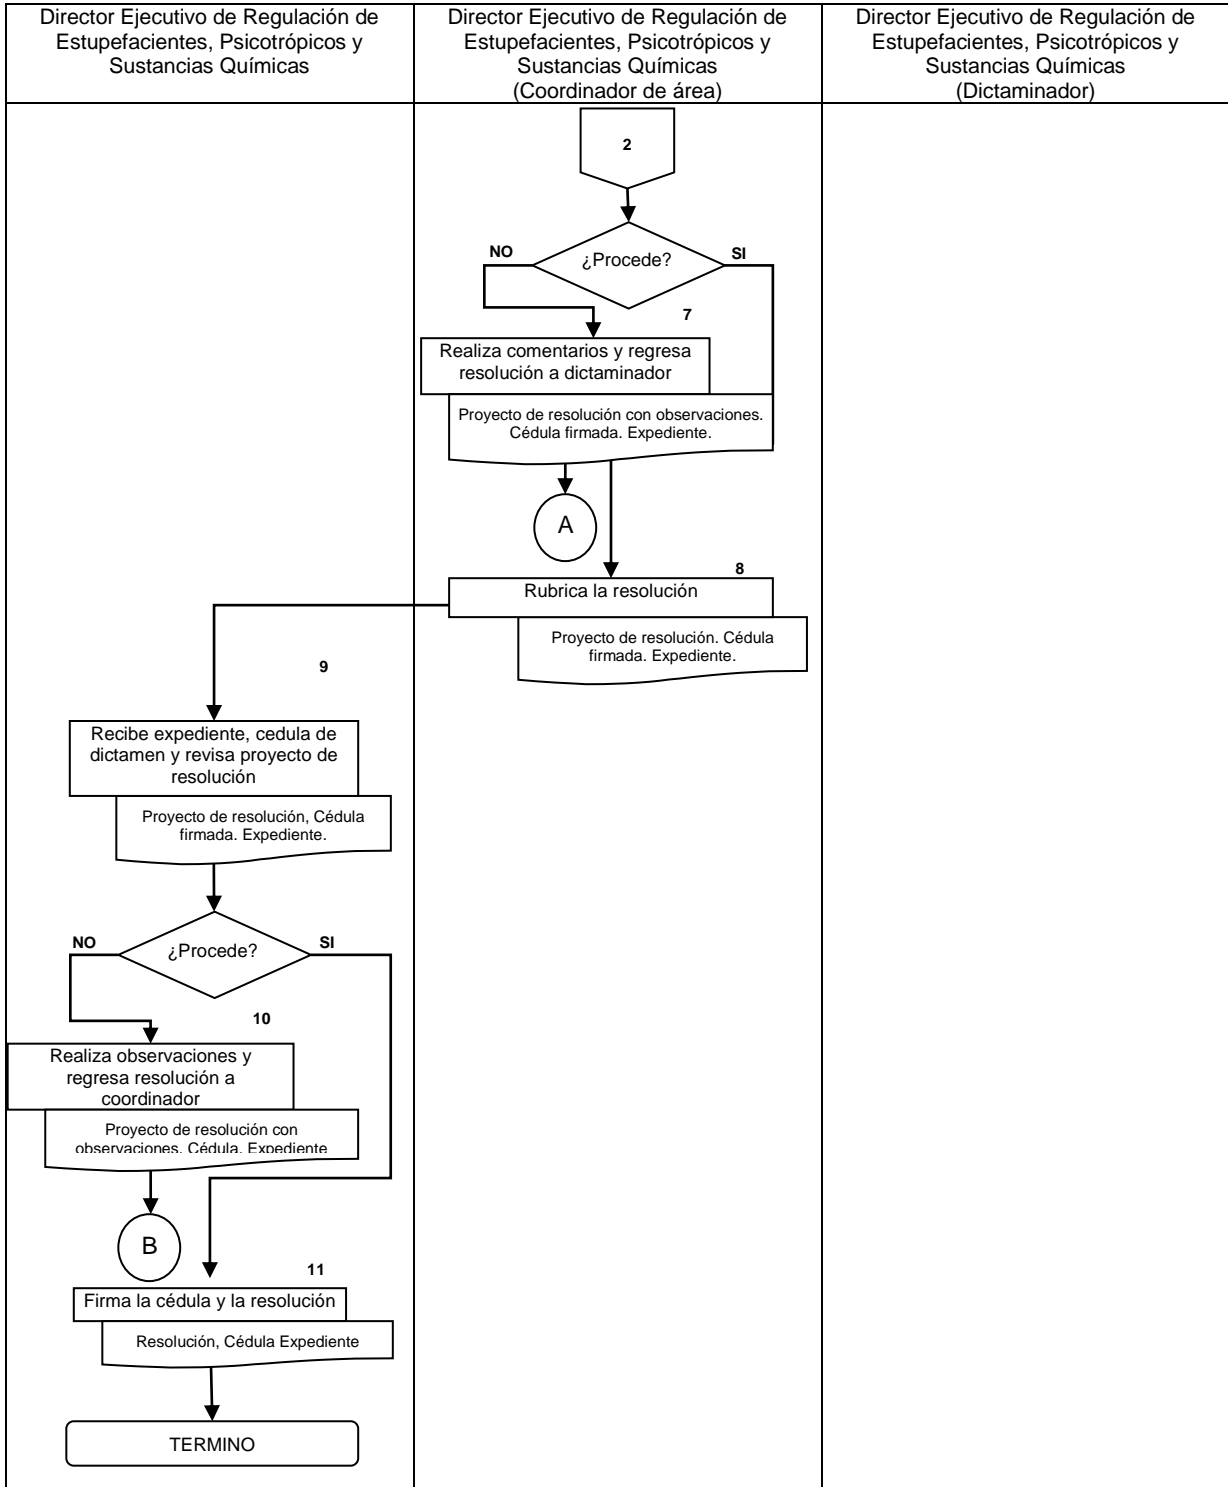 Director Ejecutivo de Regulación de
Estupefacientes, Psicotrópicos y
Sustancias Químicas
Director Ejecutivo de Regulación de
Estupefacientes, Psicotrópicos y
Sustancias Químicas
(Coordinador de área)
Director Ejecutivo de Regulación de
Estupefacientes, Psicotrópicos y
Sustancias Químicas
(Dictaminador)
2
NO
¿Procede?
SI
7
Realiza comentarios y regresa
resolución a dictaminador
Proyecto de resolución con observaciones.
Cédula firmada. Expediente.
A
8
Rubrica la resolución
Proyecto de resolución. Cédula
firmada. Expediente.
9
Recibe expediente, cedula de
dictamen y revisa proyecto de
resolución
Proyecto de resolución, Cédula
firmada. Expediente.
NO
¿Procede?
SI
10
Realiza observaciones y
regresa resolución a
coordinador
Proyecto de resolución con
observaciones. Cédula. Expediente
B
11
Firma la cédula y la resolución
Resolución, Cédula Expediente
TERMINO